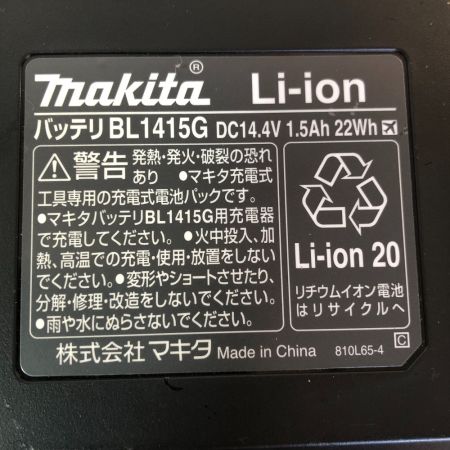 makita® Li-ion
バッテリ BL1415G DC14.4V 1.5Ah 22Wh
⚠警告 発熱・発火・破裂の恐れ
あり ●マキタ充電式
工具専用の充電式電池パックです。
●マキタバッテリBL1415G用充電器
で充電してください。●火中投入、加
熱、高温での充電・使用・放置をしない
でください。●変形やショートさせたり、
分解・修理・改造をしないでください。
●雨や水にぬらさないでください。
Li-ion 20
リチウムイオン電池
はリサイクルへ
株式会社 マキタ Made in China 810L65-4 C